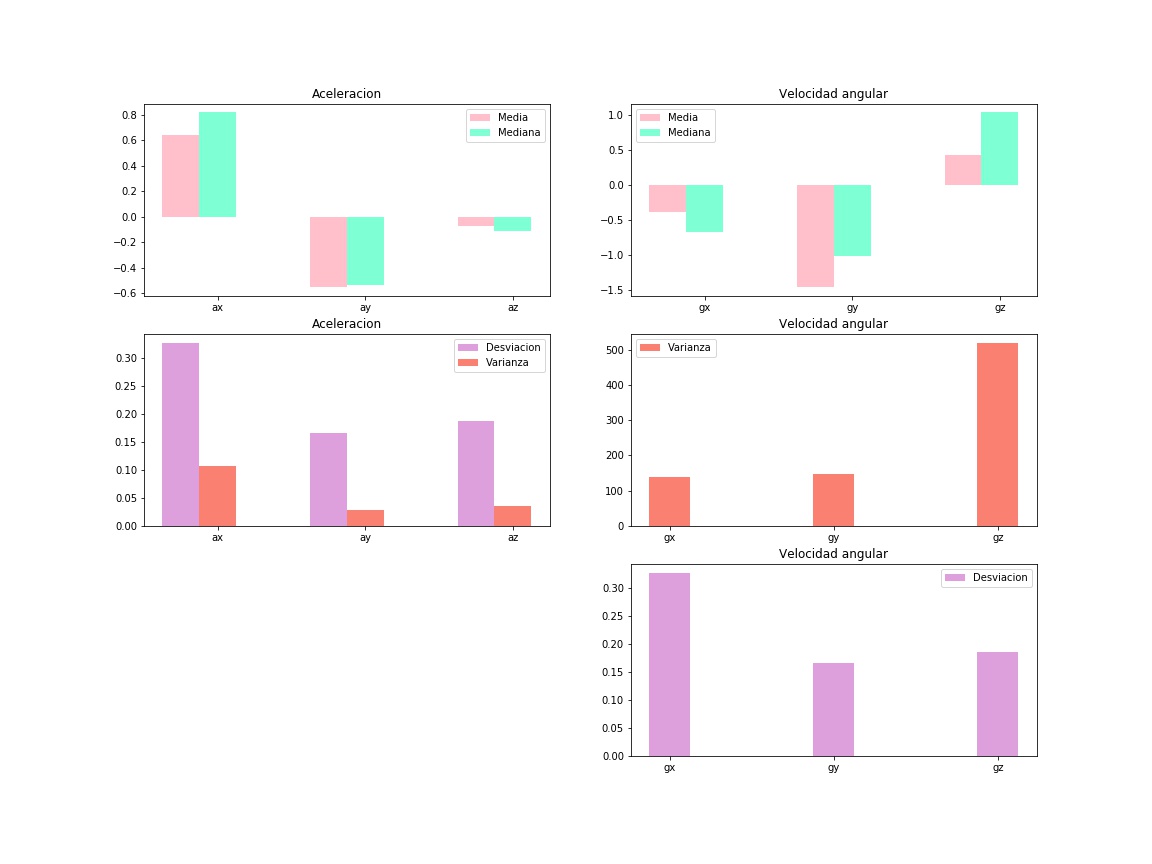 Aceleracion
0.8
0.6
0.4
0.2
0.0
−0.2
−0.4
−0.6
Media
Mediana
ax ay az
Velocidad angular
1.0
0.5
0.0
−0.5
−1.0
−1.5
Media
Mediana
gx gy gz
Aceleracion
0.30
0.25
0.20
0.15
0.10
0.05
0.00
Desviacion
Varianza
ax ay az
Velocidad angular
500
400
300
200
100
0
Varianza
gx gy gz
Velocidad angular
0.30
0.25
0.20
0.15
0.10
0.05
0.00
Desviacion
gx gy gz